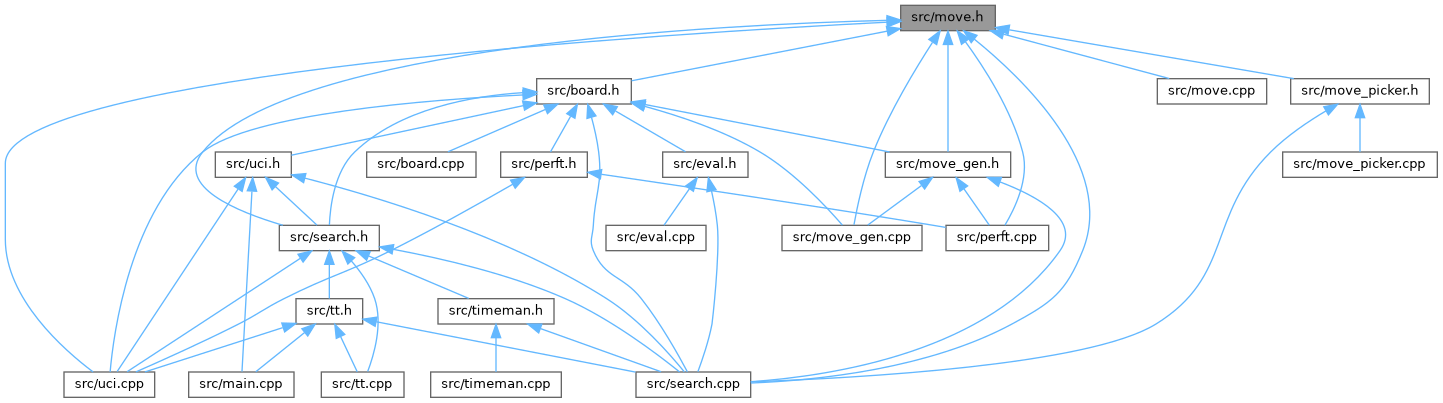 src/move.h
src/board.h
src/move.cpp
src/move_picker.h
src/uci.h
src/board.cpp
src/perft.h
src/eval.h
src/move_gen.h
src/move_picker.cpp
src/search.h
src/eval.cpp
src/move_gen.cpp
src/perft.cpp
src/tt.h
src/timeman.h
src/uci.cpp
src/main.cpp
src/tt.cpp
src/timeman.cpp
src/search.cpp